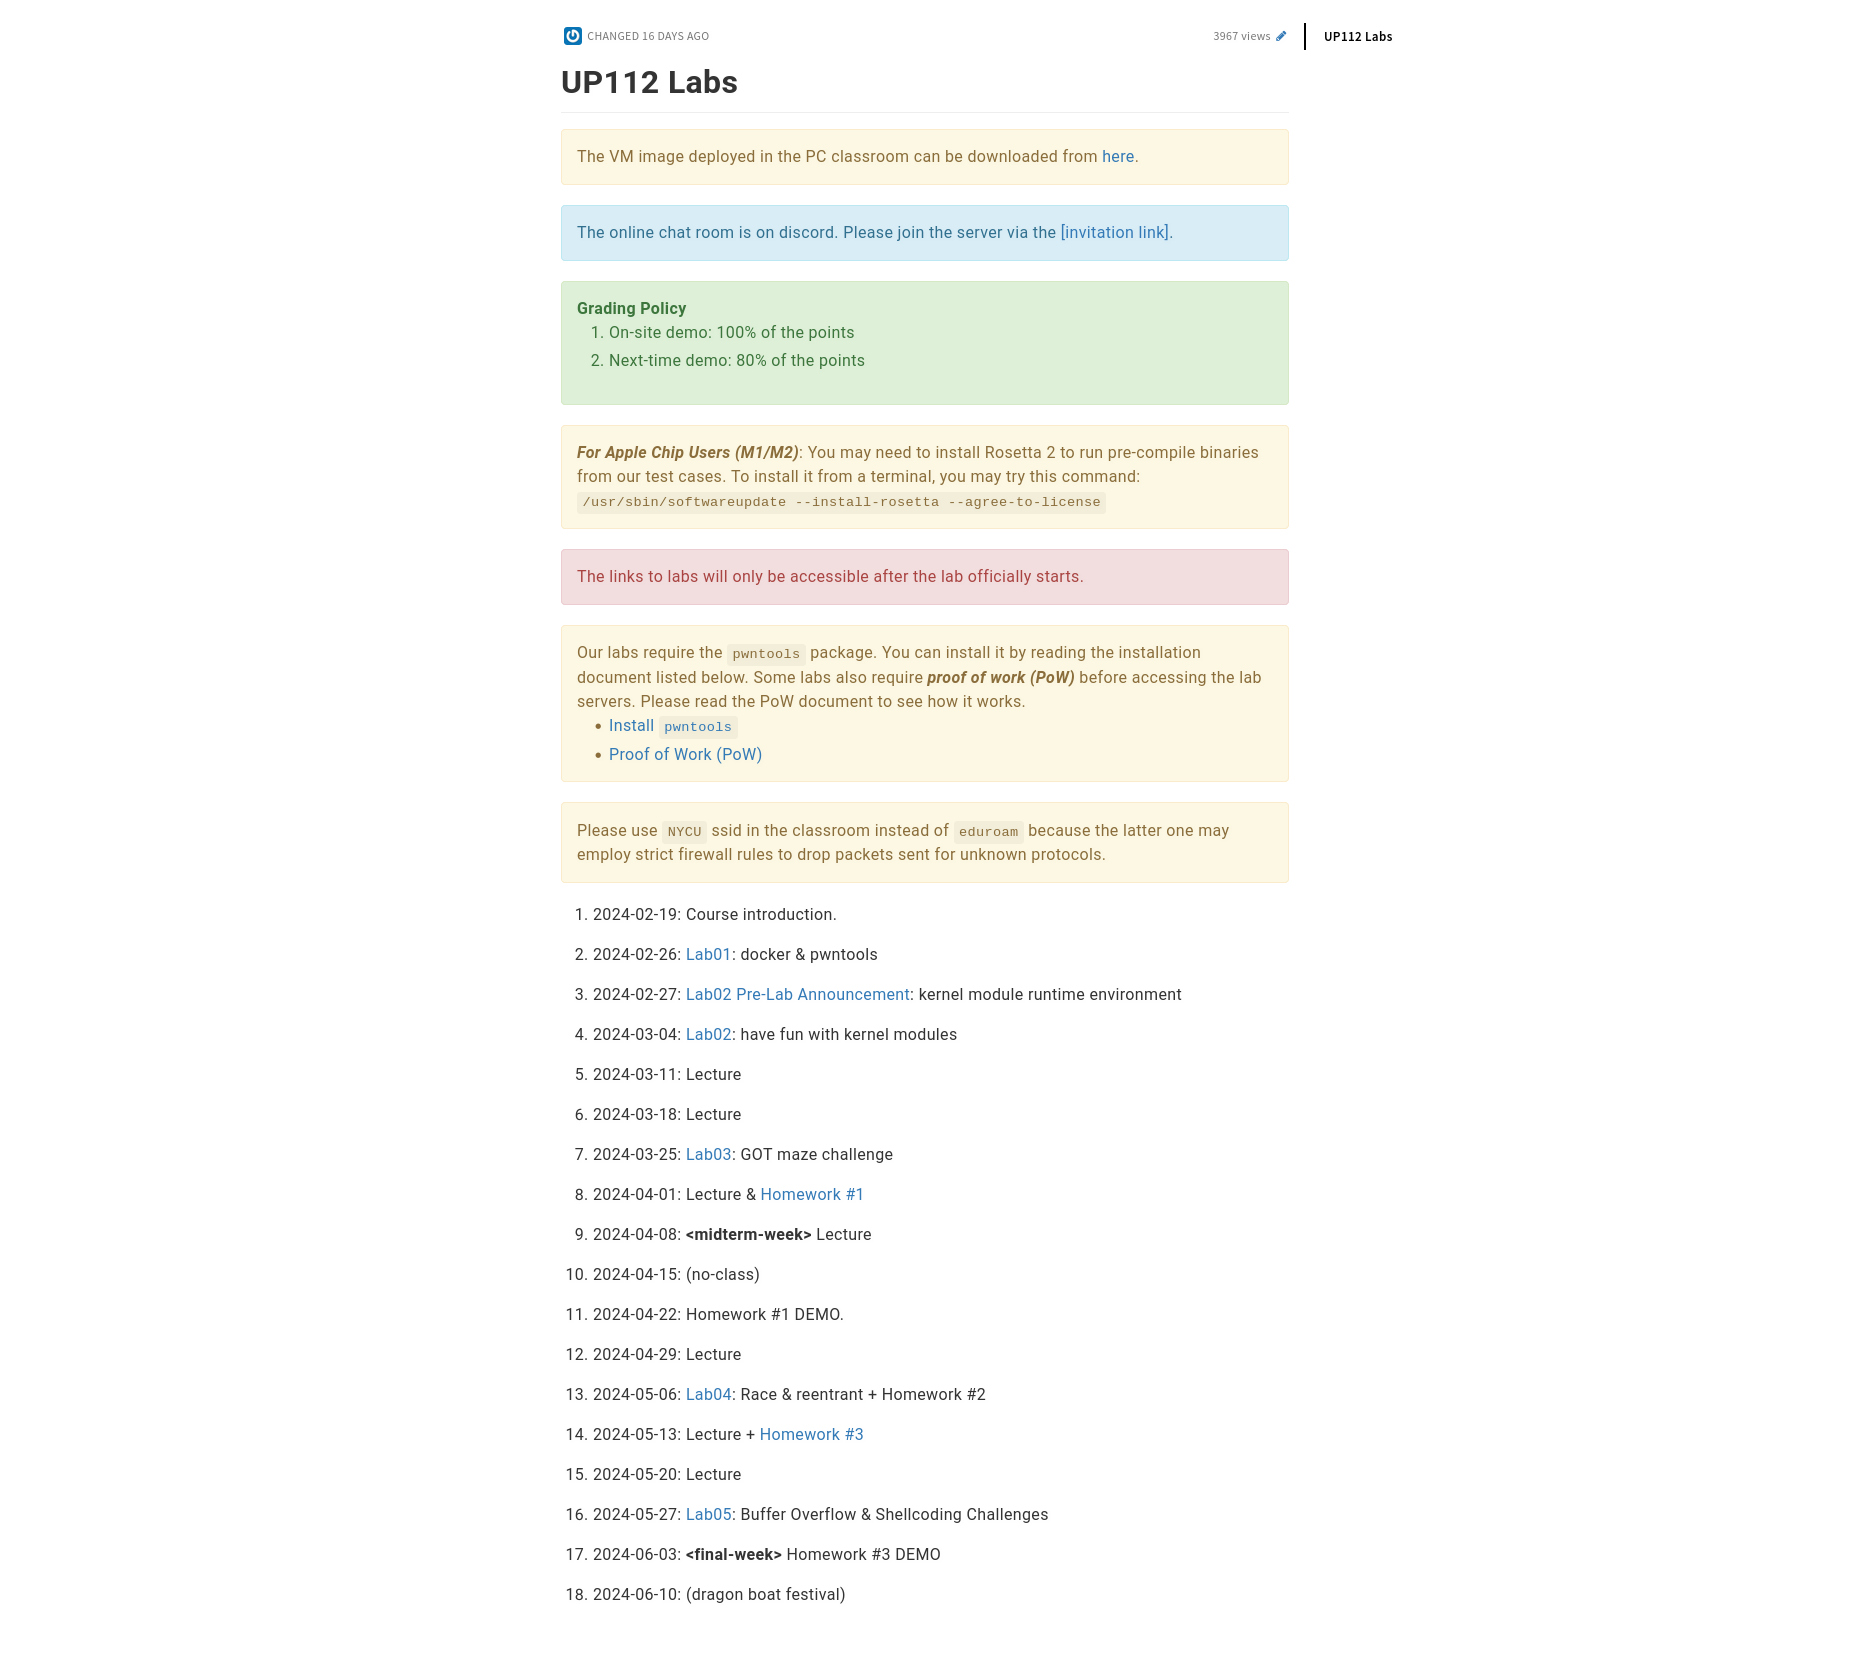 CHANGED 16 DAYS AGO
3967 views
UP112 Labs
UP112 Labs
The VM image deployed in the PC classroom can be downloaded from here.
The online chat room is on discord. Please join the server via the [invitation link].
Grading Policy
1. On-site demo: 100% of the points
2. Next-time demo: 80% of the points
For Apple Chip Users (M1/M2): You may need to install Rosetta 2 to run pre-compile binaries
from our test cases. To install it from a terminal, you may try this command:
/usr/sbin/softwareupdate --install-rosetta --agree-to-license
The links to labs will only be accessible after the lab officially starts.
Our labs require the pwntools package. You can install it by reading the installation
document listed below. Some labs also require proof of work (PoW) before accessing the lab
servers. Please read the PoW document to see how it works.
• Install pwntools
• Proof of Work (PoW)
Please use NYCU ssid in the classroom instead of eduroam because the latter one may
employ strict firewall rules to drop packets sent for unknown protocols.
1. 2024-02-19: Course introduction.
2. 2024-02-26: Lab01: docker & pwntools
3. 2024-02-27: Lab02 Pre-Lab Announcement: kernel module runtime environment
4. 2024-03-04: Lab02: have fun with kernel modules
5. 2024-03-11: Lecture
6. 2024-03-18: Lecture
7. 2024-03-25: Lab03: GOT maze challenge
8. 2024-04-01: Lecture & Homework #1
9. 2024-04-08: <midterm-week> Lecture
10. 2024-04-15: (no-class)
11. 2024-04-22: Homework #1 DEMO.
12. 2024-04-29: Lecture
13. 2024-05-06: Lab04: Race & reentrant + Homework #2
14. 2024-05-13: Lecture + Homework #3
15. 2024-05-20: Lecture
16. 2024-05-27: Lab05: Buffer Overflow & Shellcoding Challenges
17. 2024-06-03: <final-week> Homework #3 DEMO
18. 2024-06-10: (dragon boat festival)